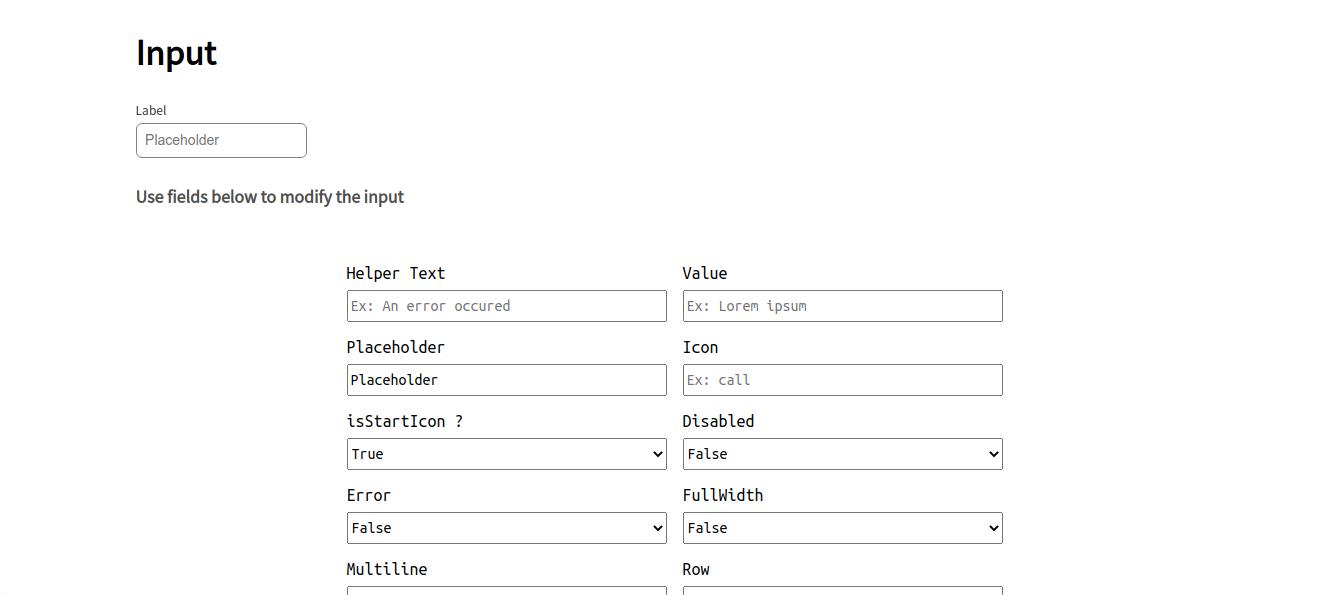 Input
Label
Placeholder
Use fields below to modify the input
Helper Text Value
Ex: An error occured Ex: Lorem ipsum
Placeholder Icon
Placeholder Ex: call
isStartIcon ? Disabled
True False
Error FullWidth
False False
Multiline Row